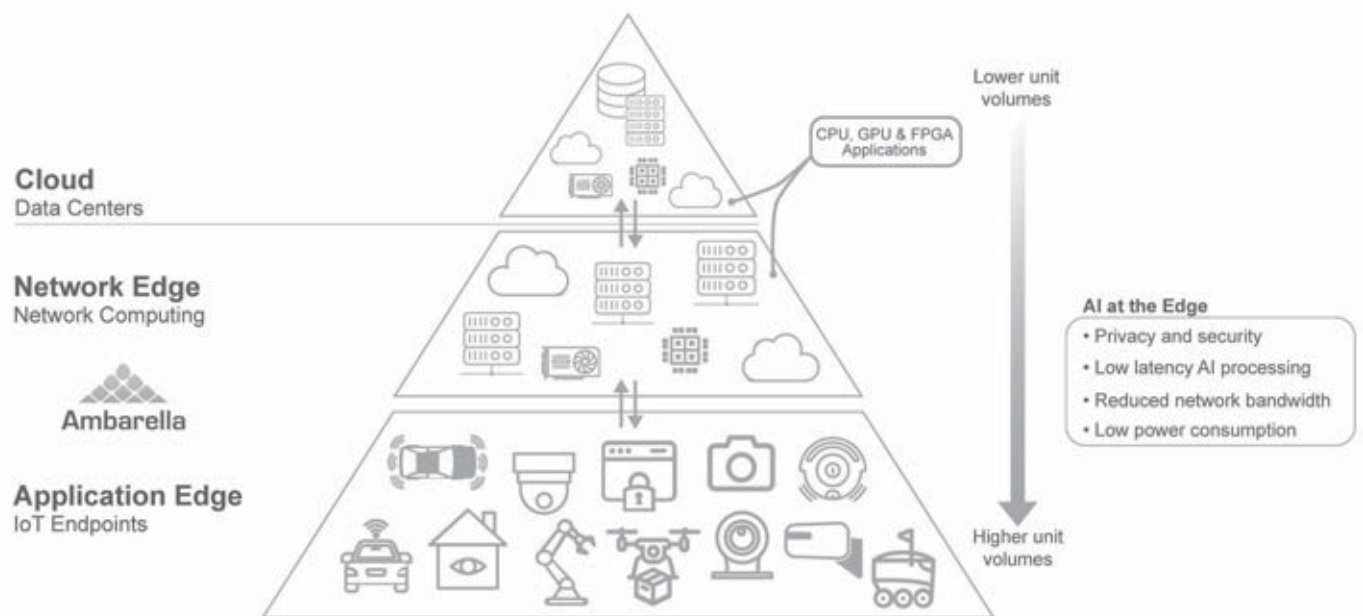 Lower unit
volumes
CPU, GPU & FPGA
Applications
Cloud
Data Centers
Network Edge
Network Computing
AI at the Edge
• Privacy and security
• Low latency AI processing
• Reduced network bandwidth
• Low power consumption
Ambarella
Application Edge
IoT Endpoints
Higher unit
volumes